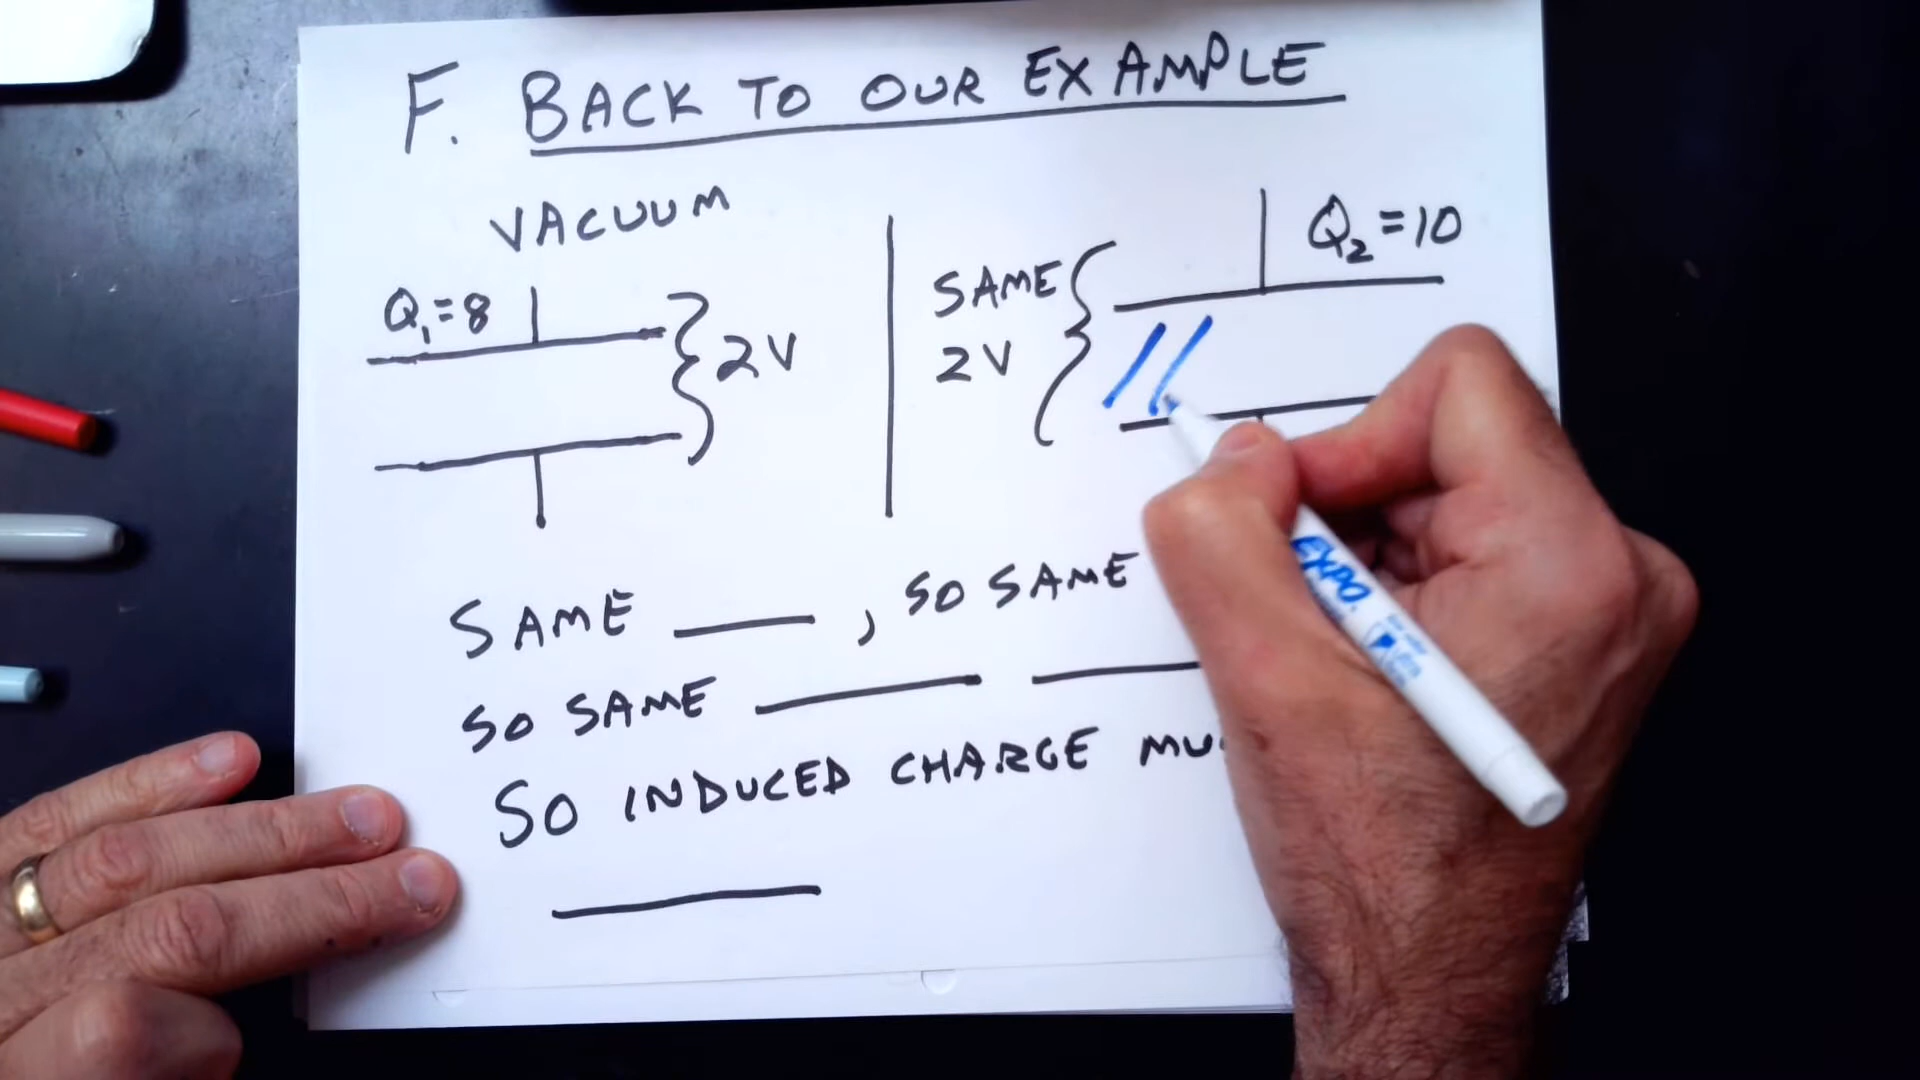 F. BACK TO OUR EXAMPLE
VACUUM
Q₁=8
2V
SAME
2V
Q₂=10
SAME ____, SO SAME
SO SAME ____ ____
SO INDUCED CHARGE
____
EXPO